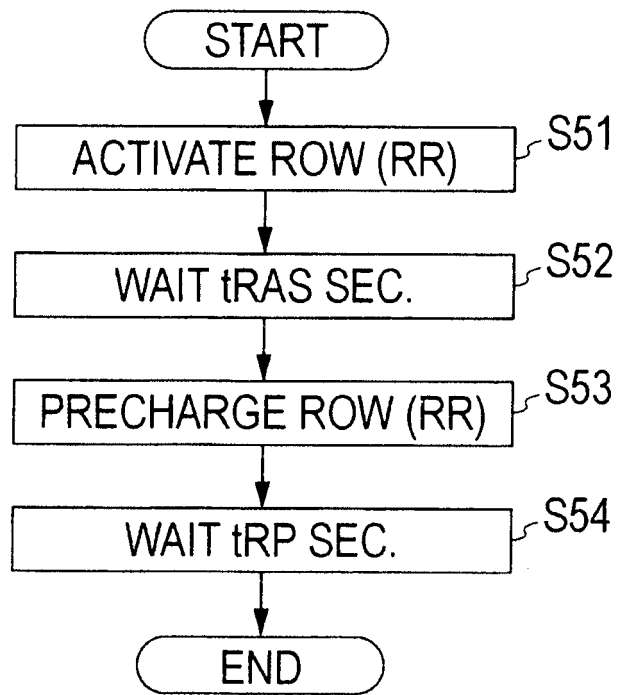 START
ACTIVATE ROW (RR)
S51
WAIT tRAS SEC.
S52
PRECHARGE ROW (RR)
S53
WAIT tRP SEC.
S54
END